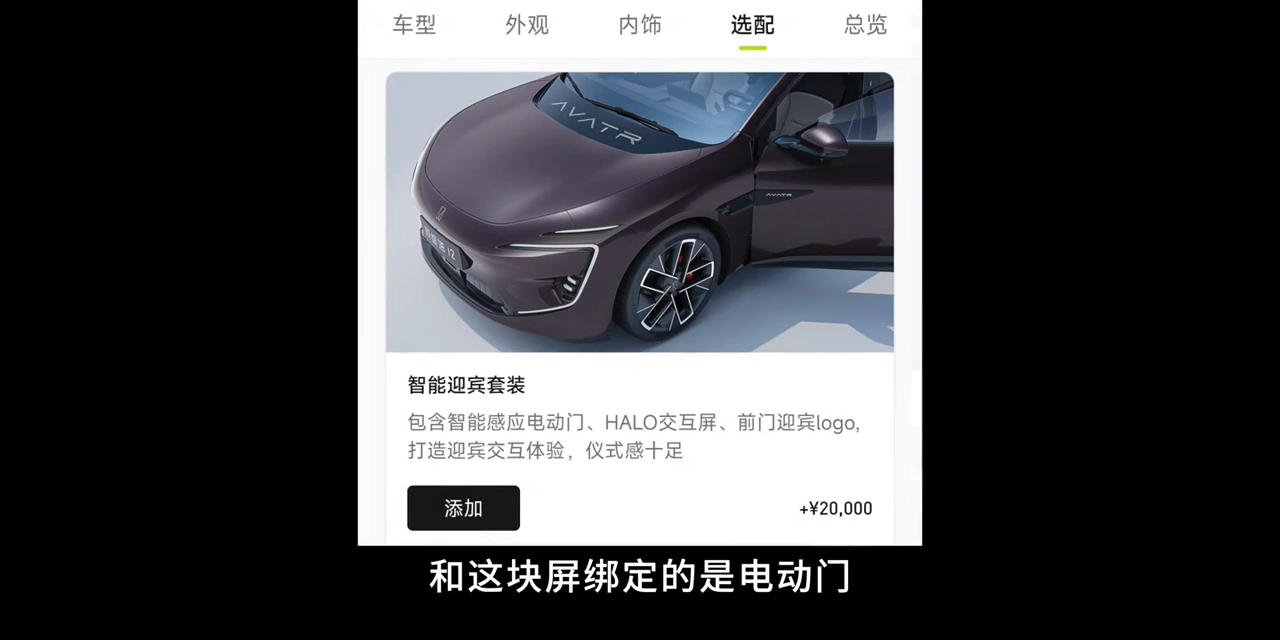 车型 外观 内饰 选配 总览
AVATR
AVATR
智能迎宾套装
包含智能感应电动门、HALO交互屏、前门迎宾logo,
打造迎宾交互体验，仪式感十足
添加 +¥20,000
和这块屏绑定的是电动门